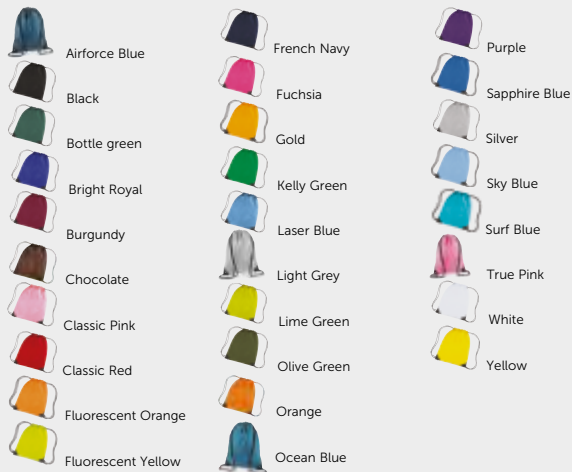 Airforce Blue
Black
Bottle green
Bright Royal
Burgundy
Chocolate
Classic Pink
Classic Red
Fluorescent Orange
Fluorescent Yellow
French Navy
Fuchsia
Gold
Kelly Green
Laser Blue
Light Grey
Lime Green
Olive Green
Orange
Ocean Blue
Purple
Sapphire Blue
Silver
Sky Blue
Surf Blue
True Pink
White
Yellow